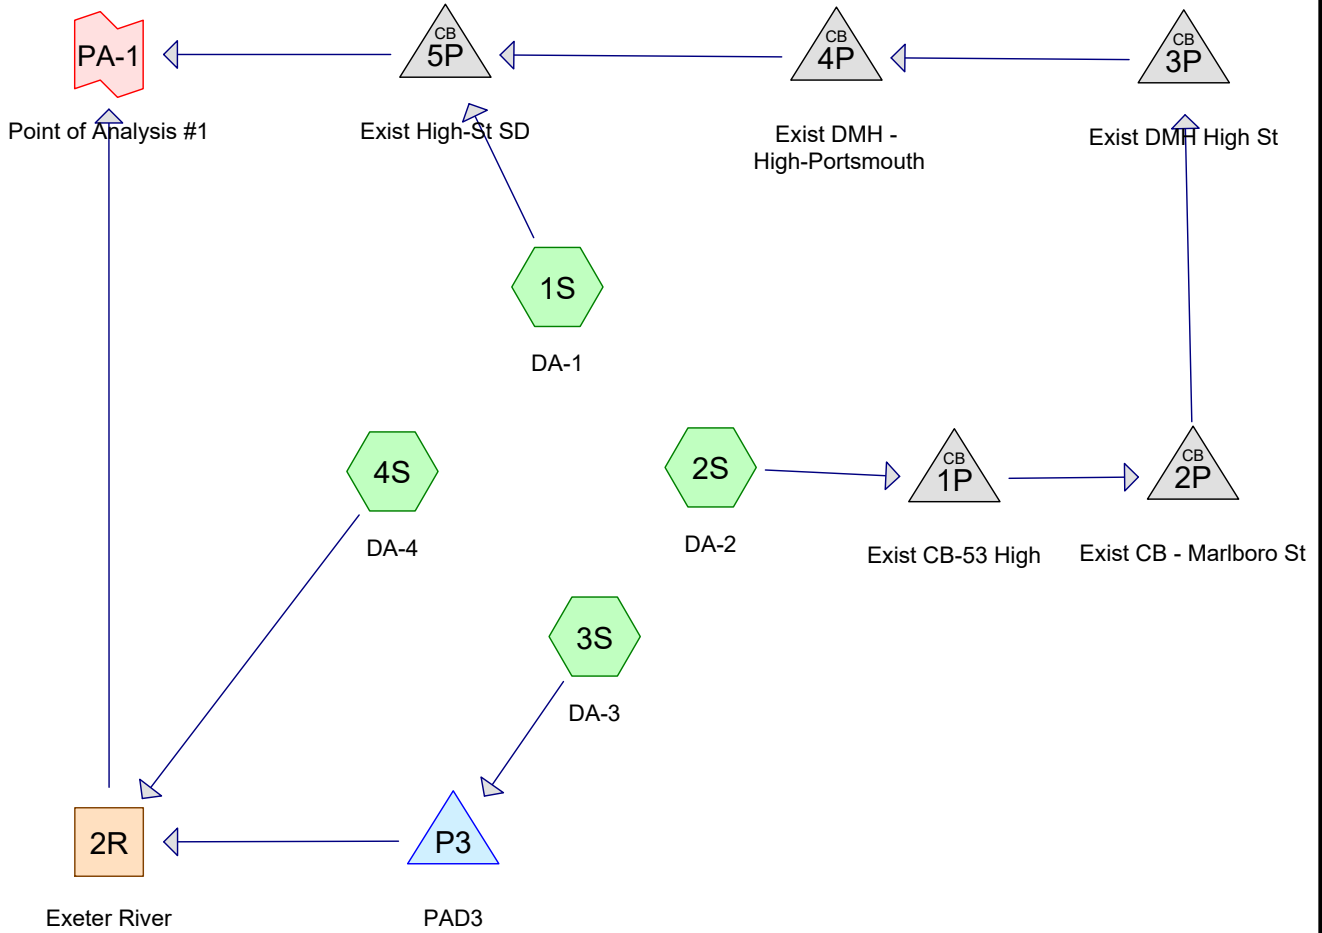 PA-1
Point of Analysis #1
CB
5P
Exist High-St SD
CB
4P
Exist DMH -
High-Portsmouth
CB
3P
Exist DMH High St
1S
DA-1
4S
DA-4
2S
DA-2
CB
1P
Exist CB-53 High
CB
2P
Exist CB - Marlboro St
3S
DA-3
2R
Exeter River
P3
PAD3